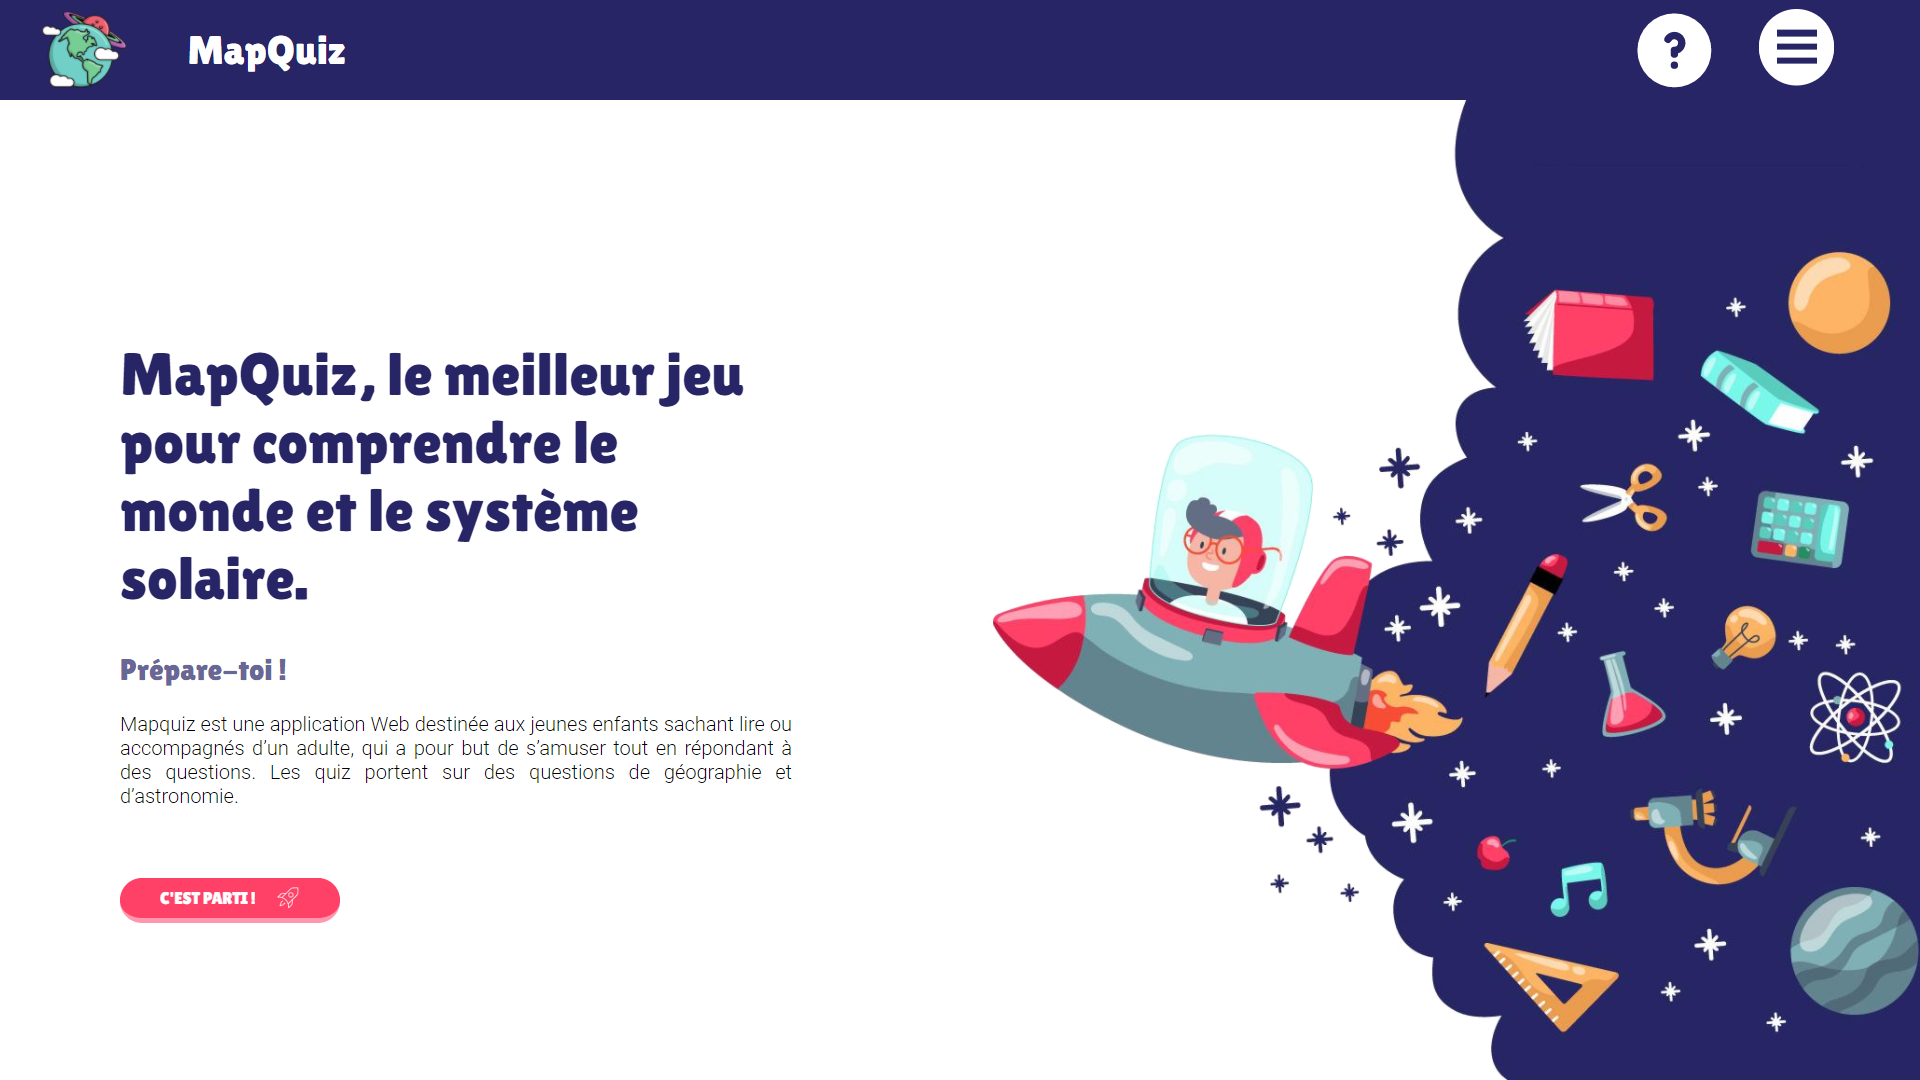 MapQuiz
?
MapQuiz, le meilleur jeu
pour comprendre le
monde et le système
solaire.
Prépare-toi !
Mapquiz est une application Web destinée aux jeunes enfants sachant lire ou
accompagnés d’un adulte, qui a pour but de s’amuser tout en répondant à
des questions. Les quiz portent sur des questions de géographie et
d’astronomie.
C'EST PARTI !